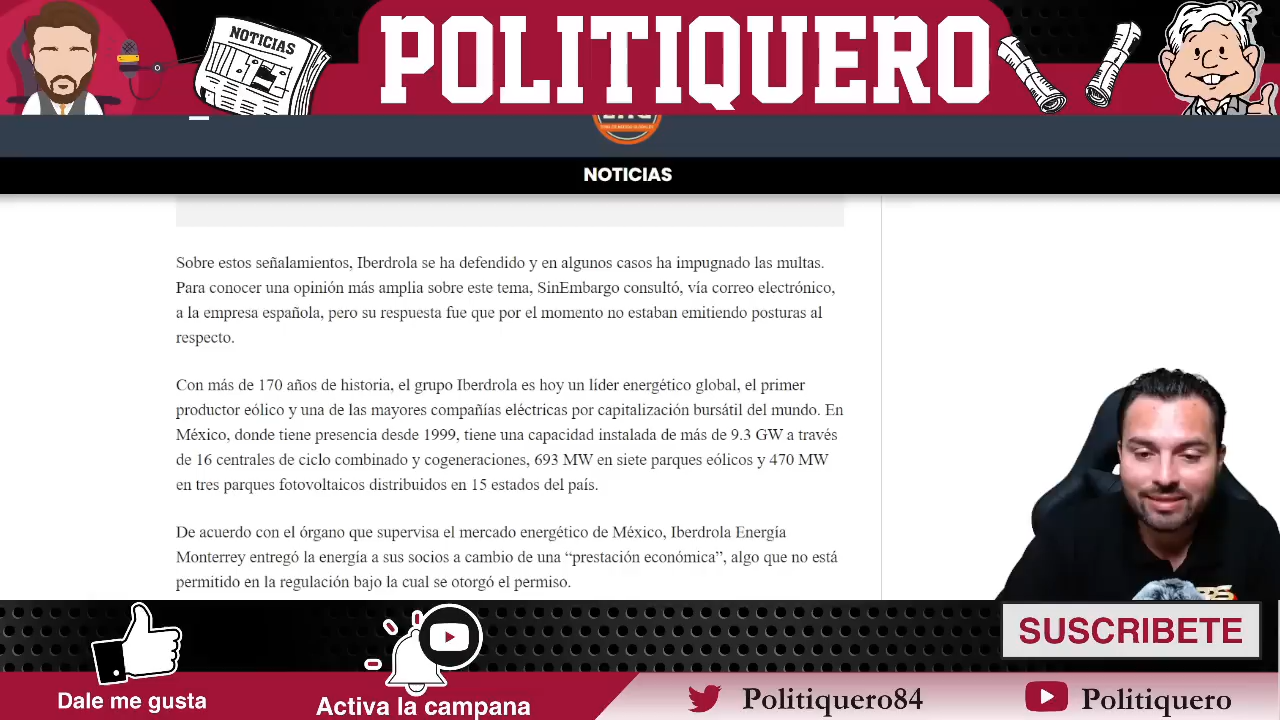 NOTICIAS
POLITIQUERO
NOTICIAS
Sobre estos señalamientos, Iberdrola se ha defendido y en algunos casos ha impugnado las multas.
Para conocer una opinión más amplia sobre este tema, SinEmbargo consultó, vía correo electrónico,
a la empresa española, pero su respuesta fue que por el momento no estaban emitiendo posturas al
respecto.
Con más de 170 años de historia, el grupo Iberdrola es hoy un líder energético global, el primer
productor eólico y una de las mayores compañías eléctricas por capitalización bursátil del mundo. En
México, donde tiene presencia desde 1999, tiene una capacidad instalada de más de 9.3 GW a través
de 16 centrales de ciclo combinado y cogeneraciones, 693 MW en siete parques eólicos y 470 MW
en tres parques fotovoltaicos distribuidos en 15 estados del país.
De acuerdo con el órgano que supervisa el mercado energético de México, Iberdrola Energía
Monterrey entregó la energía a sus socios a cambio de una “prestación económica”, algo que no está
permitido en la regulación bajo la cual se otorgó el permiso.
SUSCRIBETE
Dale me gusta
Activa la campana
Politiquero84
Politiquero